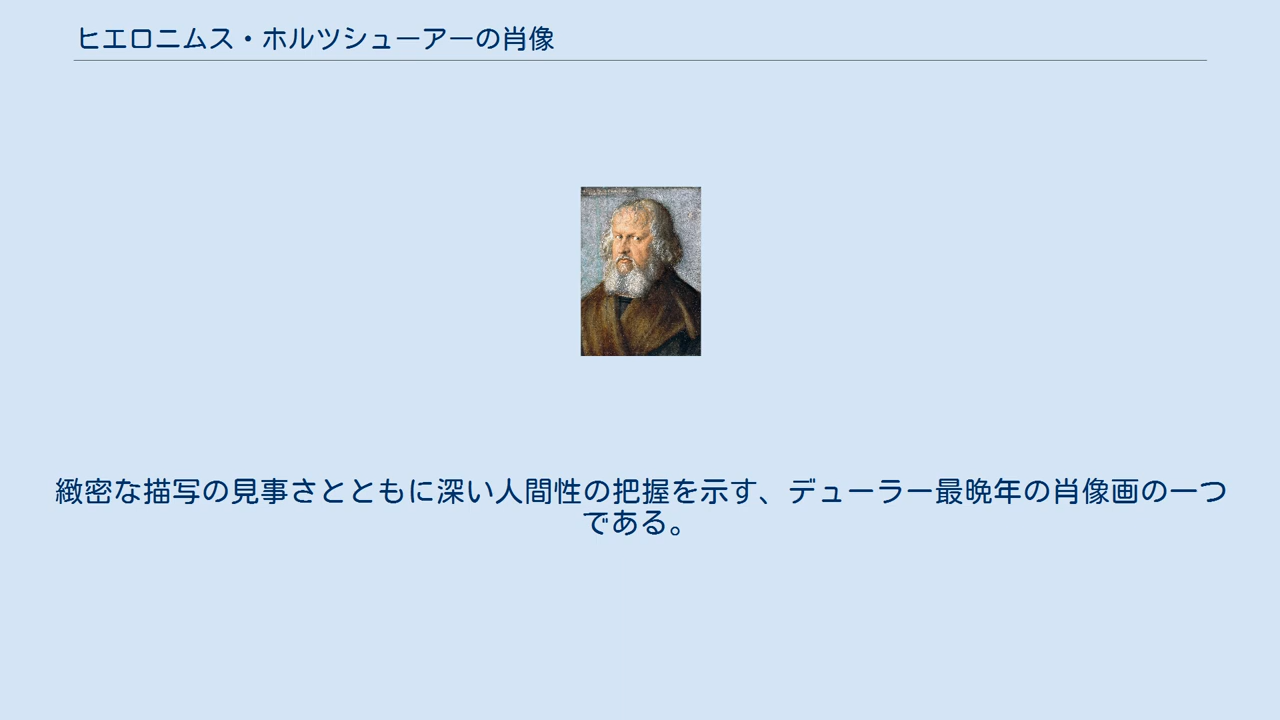 ヒエロニムス・ホルツシューアーの肖像
緻密な描写の見事さとともに深い人間性の把握を示す、デューラー最晩年の肖像画の一つ
である。